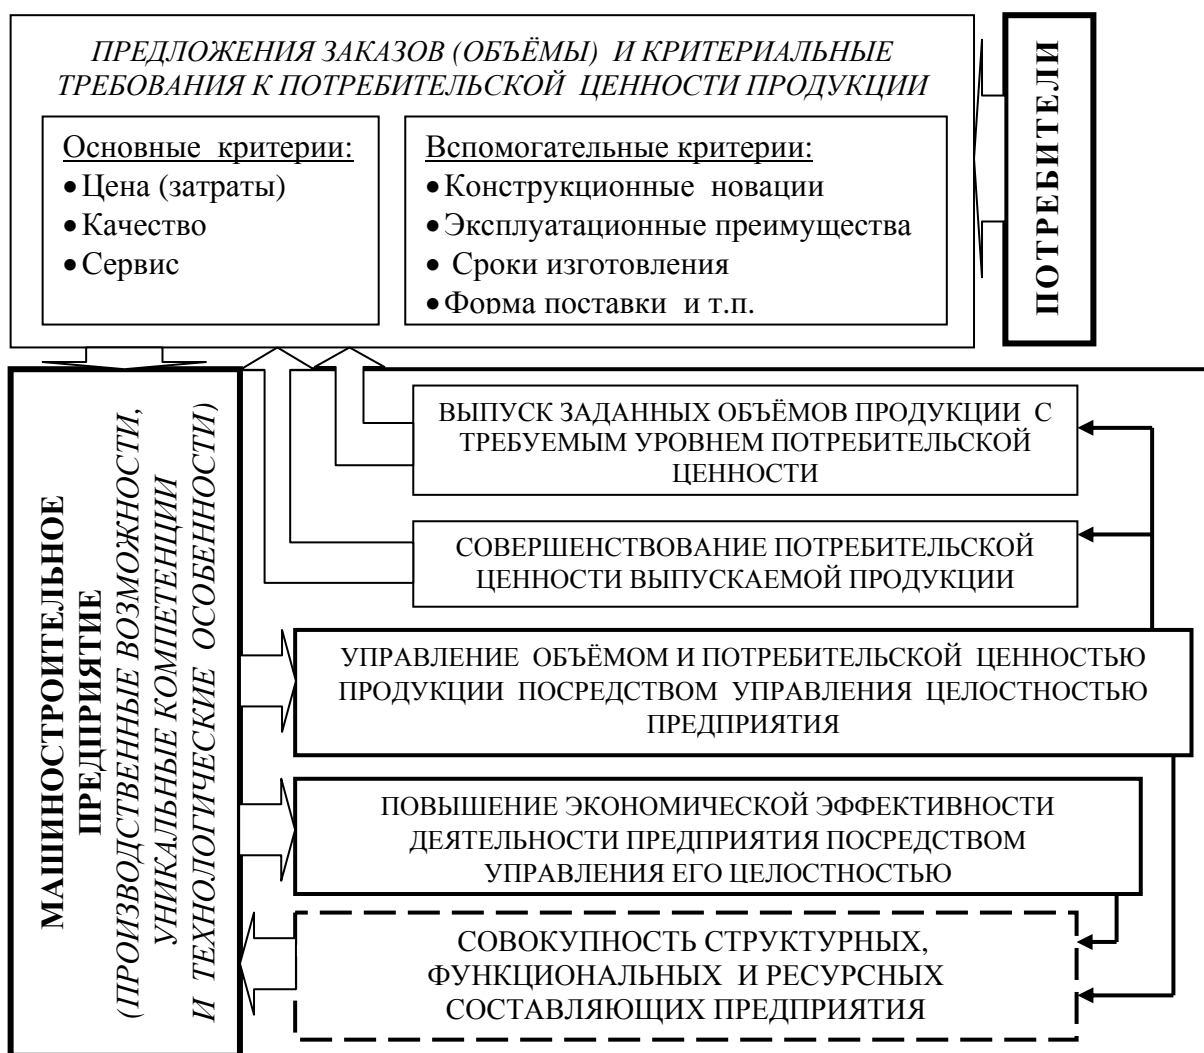 ПРЕДЛОЖЕНИЯ ЗАКАЗОВ (ОБЪЁМЫ) И КРИТЕРИАЛЬНЫЕ
ТРЕБОВАНИЯ К ПОТРЕБИТЕЛЬСКОЙ ЦЕННОСТИ ПРОДУКЦИИ
Основные критерии:
• Цена (затраты)
• Качество
• Сервис
Вспомогательные критерии:
• Конструкционные новации
• Эксплуатационные преимущества
• Сроки изготовления
• Форма поставки и т.п.
ПОТРЕБИТЕЛИ
МАШИНОСТРОИТЕЛЬНОЕ
ПРЕДПРИЯТИЕ
(ПРОИЗВОДСТВЕННЫЕ ВОЗМОЖНОСТИ,
УНИКАЛЬНЫЕ КОМПЕТЕНЦИИ
И ТЕХНОЛОГИЧЕСКИЕ ОСОБЕННОСТИ)
ВЫПУСК ЗАДАННЫХ ОБЪЁМОВ ПРОДУКЦИИ С
ТРЕБУЕМЫМ УРОВНЕМ ПОТРЕБИТЕЛЬСКОЙ
ЦЕННОСТИ
СОВЕРШЕНСТВОВАНИЕ ПОТРЕБИТЕЛЬСКОЙ
ЦЕННОСТИ ВЫПУСКАЕМОЙ ПРОДУКЦИИ
УПРАВЛЕНИЕ ОБЪЁМОМ И ПОТРЕБИТЕЛЬСКОЙ ЦЕННОСТЬЮ
ПРОДУКЦИИ ПОСРЕДСТВОМ УПРАВЛЕНИЯ ЦЕЛОСТНОСТЬЮ
ПРЕДПРИЯТИЯ
ПОВЫШЕНИЕ ЭКОНОМИЧЕСКОЙ ЭФФЕКТИВНОСТИ
ДЕЯТЕЛЬНОСТИ ПРЕДПРИЯТИЯ ПОСРЕДСТВОМ
УПРАВЛЕНИЯ ЕГО ЦЕЛОСТНОСТЬЮ
СОВОКУПНОСТЬ СТРУКТУРНЫХ,
ФУНКЦИОНАЛЬНЫХ И РЕСУРСНЫХ
СОСТАВЛЯЮЩИХ ПРЕДПРИЯТИЯ